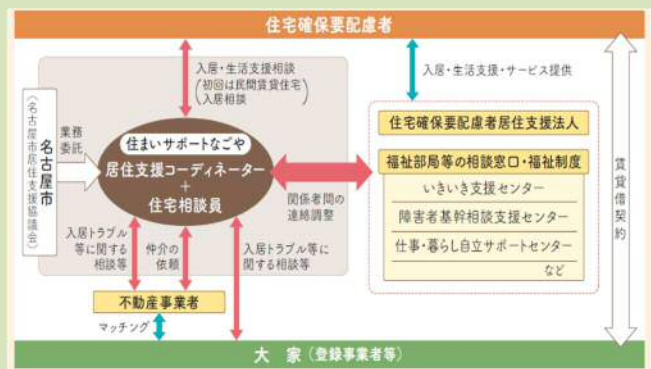 住宅確保要配慮者
入居・生活支援相談
(初回は民間賃貸住宅
入居相談)
入居・生活支援・サービス提供
名古屋市
(名古屋市居住支援協議会)
業務
委託
住まいサポートなごや
居住支援コーディネーター
+
住宅相談員
関係者間の
連絡調整
住宅確保要配慮者居住支援法人
福祉部局等の相談窓口・福祉制度
いきいき支援センター
障害者基幹相談支援センター
仕事・暮らし自立サポートセンター
など
賃貸借契約
入居トラブル
等に関する
相談等
仲介の
依頼
入居トラブル等に
関する相談等
不動産事業者
マッチング
大 家(登録事業者等)